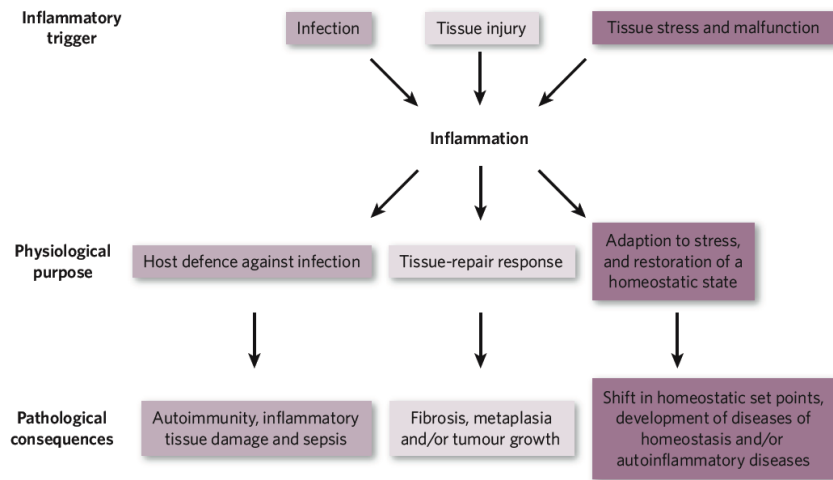 Inflammatory
trigger
Infection
Tissue injury
Tissue stress and malfunction
Inflammation
Physiological
purpose
Host defence against infection
Tissue-repair response
Adaption to stress,
and restoration of a
homeostatic state
Pathological
consequences
Autoimmunity, inflammatory
tissue damage and sepsis
Fibrosis, metaplasia
and/or tumour growth
Shift in homeostatic set points,
development of diseases of
homeostasis and/or
autoinflammatory diseases